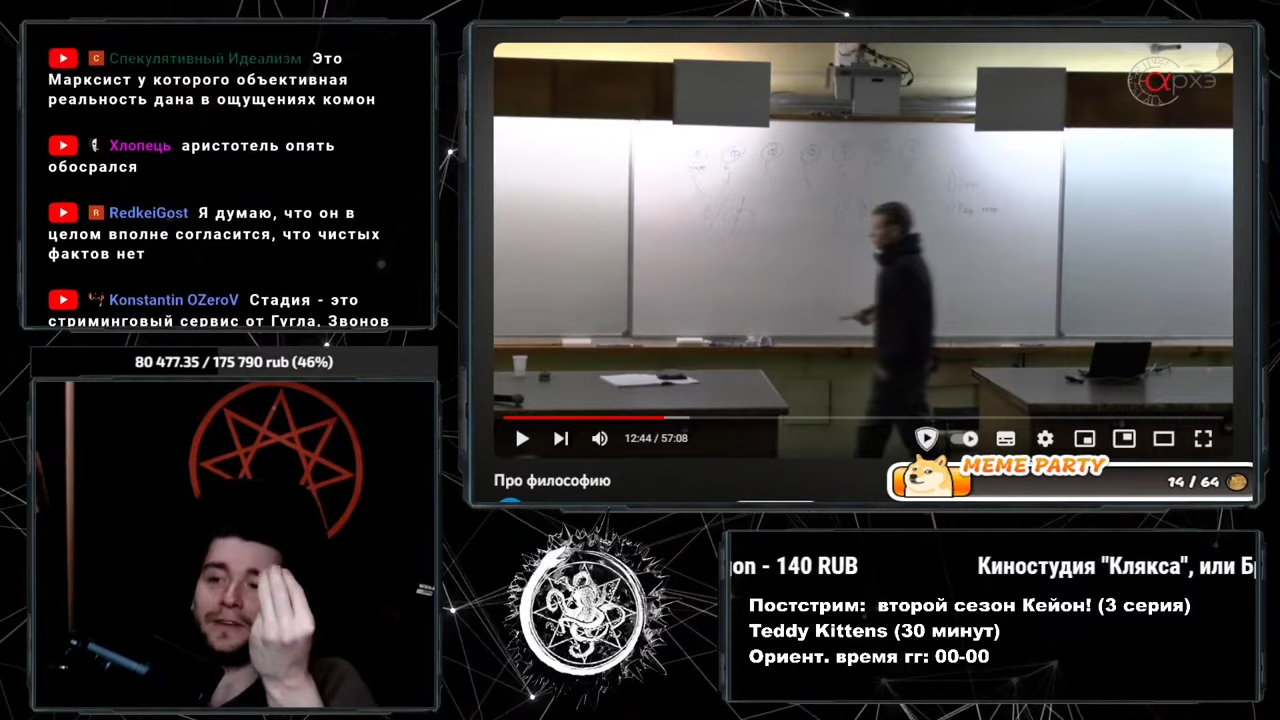 Спекулятивный Идеализм Это
Марксист у которого объективная
реальность дана в ощущениях комон
Хлопець аристотель опять
обосрался
RedkeiGost Я думаю, что он в
целом вполне согласится, что чистых
фактов нет
Konstantin OZeroV Стадия - это
стриминговый сервис от Гугла. Звонов
80 477.35 / 175 790 rub (46%)
αрхэ
12:44 / 57:08
Про философию
MEME PARTY
14 / 64
on - 140 RUB
Киностудия "Клякса", или
Постстрим: второй сезон Кейон! (3 серия)
Teddy Kittens (30 минут)
Ориент. время гг: 00-00